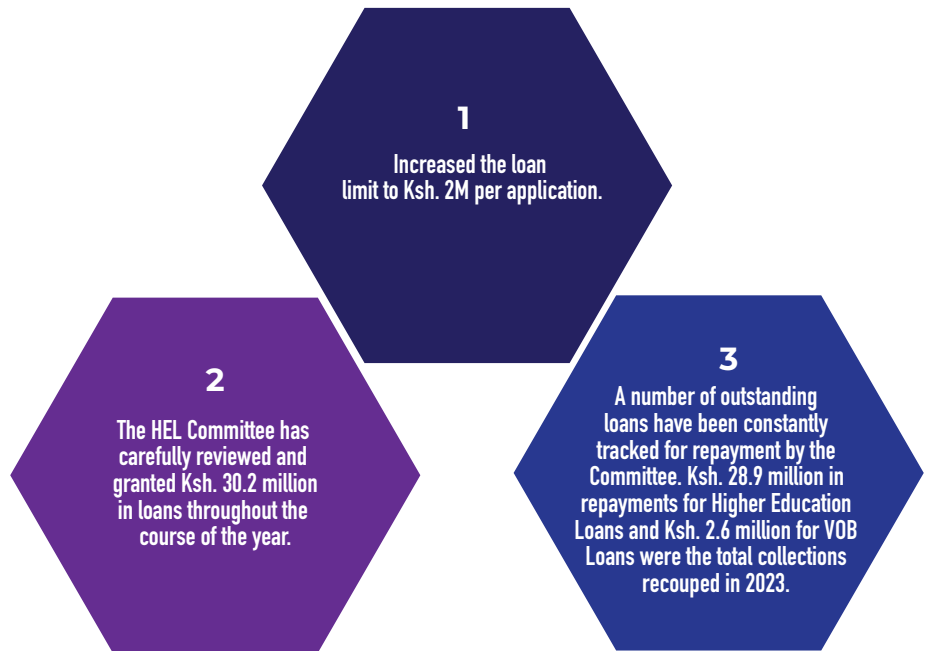 1
Increased the loan
limit to Ksh. 2M per application.
2
The HEL Committee has
carefully reviewed and
granted Ksh. 30.2 million
in loans throughout the
course of the year.
3
A number of outstanding
loans have been constantly
tracked for repayment by the
Committee. Ksh. 28.9 million in
repayments for Higher Education
Loans and Ksh. 2.6 million for VOB
Loans were the total collections
recouped in 2023.